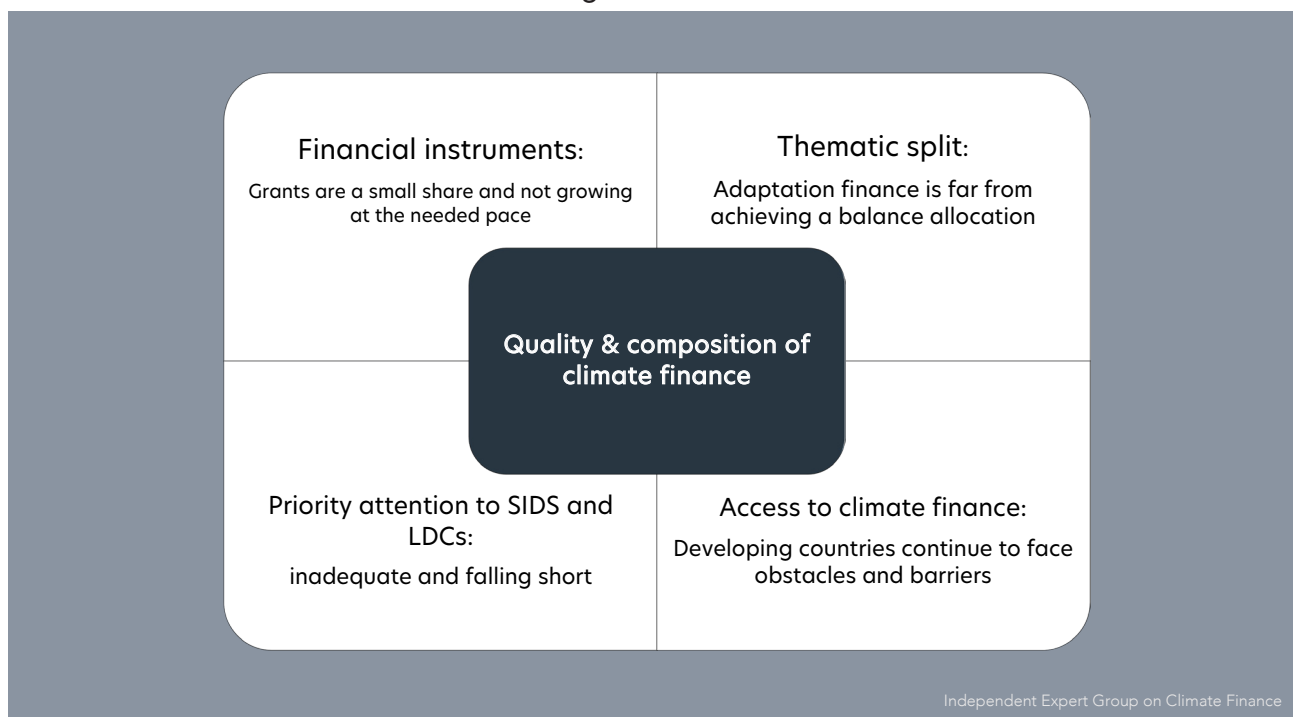 Financial instruments:
Grants are a small share and not growing
at the needed pace
Thematic split:
Adaptation finance is far from
achieving a balance allocation
Quality & composition of
climate finance
Priority attention to SIDS and
LDCs:
inadequate and falling short
Access to climate finance:
Developing countries continue to face
obstacles and barriers
Independent Expert Group on Climate Finance